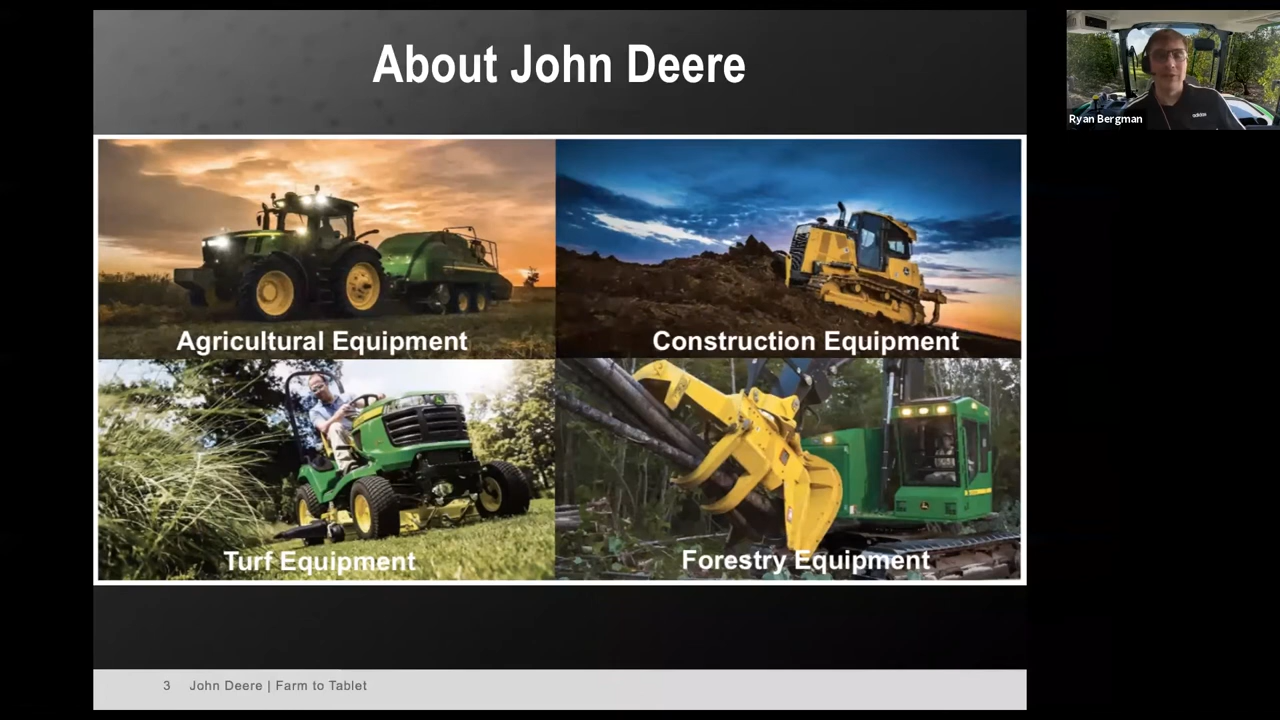 About John Deere
Ryan Bergman
adidas
Agricultural Equipment
Construction Equipment
Turf Equipment
Forestry Equipment
3 John Deere | Farm to Tablet